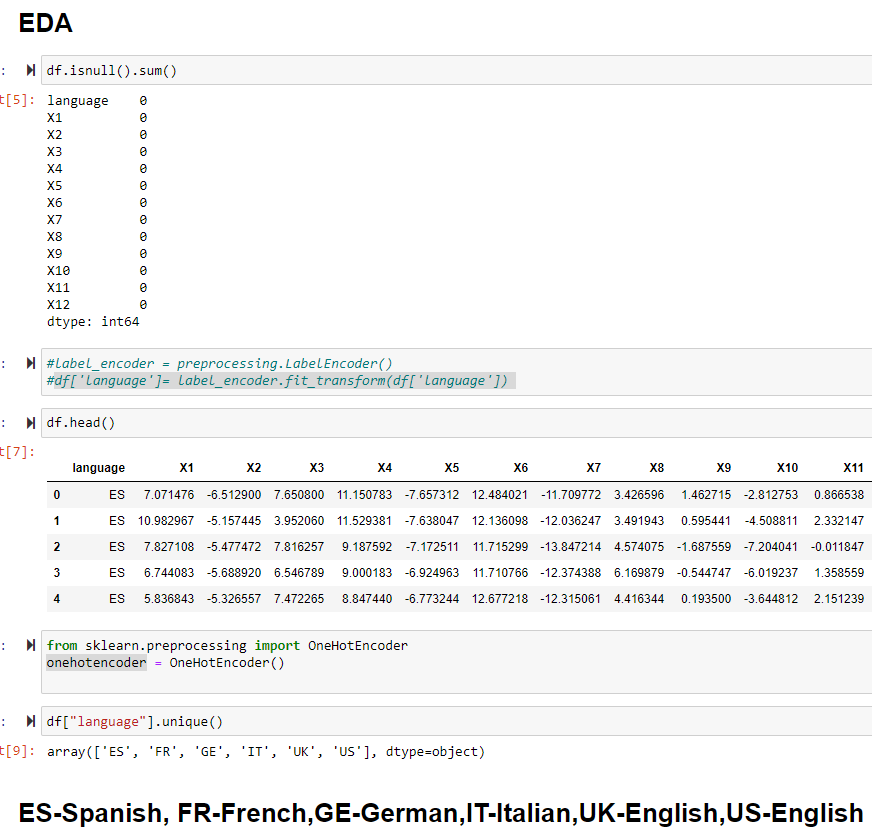 EDA
: df.isnull().sum()
t[5]: language 0
X1 0
X2 0
X3 0
X4 0
X5 0
X6 0
X7 0
X8 0
X9 0
X10 0
X11 0
X12 0
dtype: int64
: #label_encoder = preprocessing.LabelEncoder()
#df['language']= label_encoder.fit_transform(df['language'])
: df.head()
t[7]:
language X1 X2 X3 X4 X5 X6 X7 X8 X9 X10 X11
0 ES 7.071476 -6.512900 7.650800 11.150783 -7.657312 12.484021 -11.709772 3.426596 1.462715 -2.812753 0.866538
1 ES 10.982967 -5.157445 3.952060 11.529381 -7.638047 12.136098 -12.036247 3.491943 0.595441 -4.508811 2.332147
2 ES 7.827108 -5.477472 7.816257 9.187592 -7.172511 11.715299 -13.847214 4.574075 -1.687559 -7.204041 -0.011847
3 ES 6.744083 -5.688920 6.546789 9.000183 -6.924963 11.710766 -12.374388 6.169879 -0.544747 -6.019237 1.358559
4 ES 5.836843 -5.326557 7.472265 8.847440 -6.773244 12.677218 -12.315061 4.416344 0.193500 -3.644812 2.151239
: from sklearn.preprocessing import OneHotEncoder
onehotencoder = OneHotEncoder()
: df["language"].unique()
t[9]: array(['ES', 'FR', 'GE', 'IT', 'UK', 'US'], dtype=object)
ES-Spanish, FR-French,GE-German,IT-Italian,UK-English,US-English